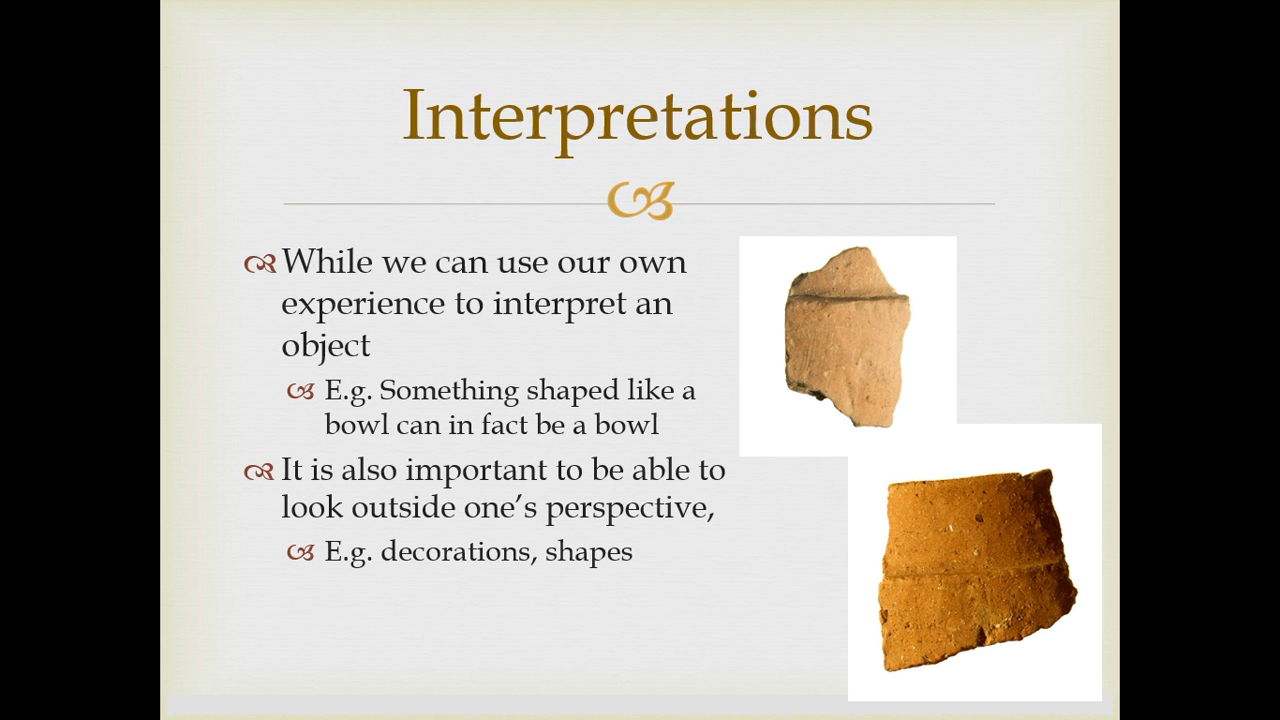 Interpretations
While we can use our own
experience to interpret an
object
E.g. Something shaped like a
bowl can in fact be a bowl
It is also important to be able to
look outside one’s perspective,
E.g. decorations, shapes